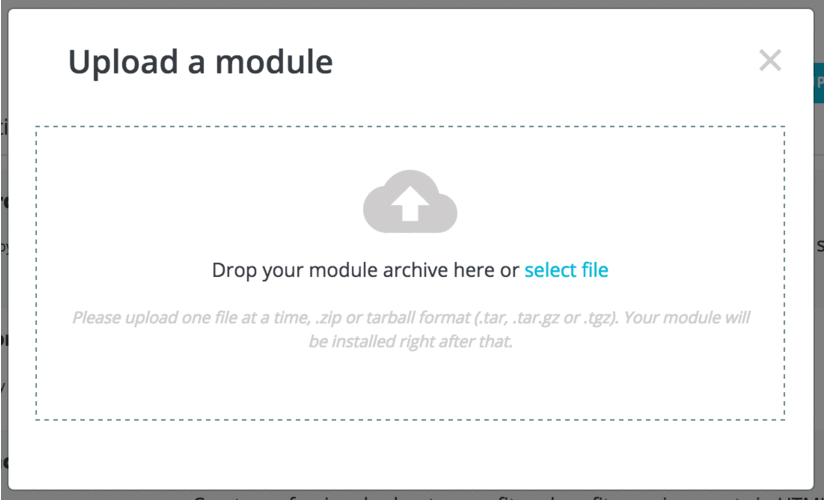 Upload a module
Drop your module archive here or select file
Please upload one file at a time, .zip or tarball format (.tar, .tar.gz or .tgz). Your module will
be installed right after that.